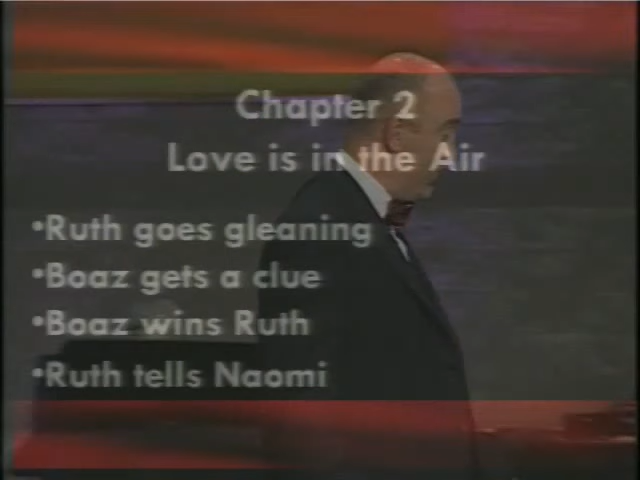 Chapter 2
Love is in the Air
•Ruth goes gleaning
•Boaz gets a clue
•Boaz wins Ruth
•Ruth tells Naomi